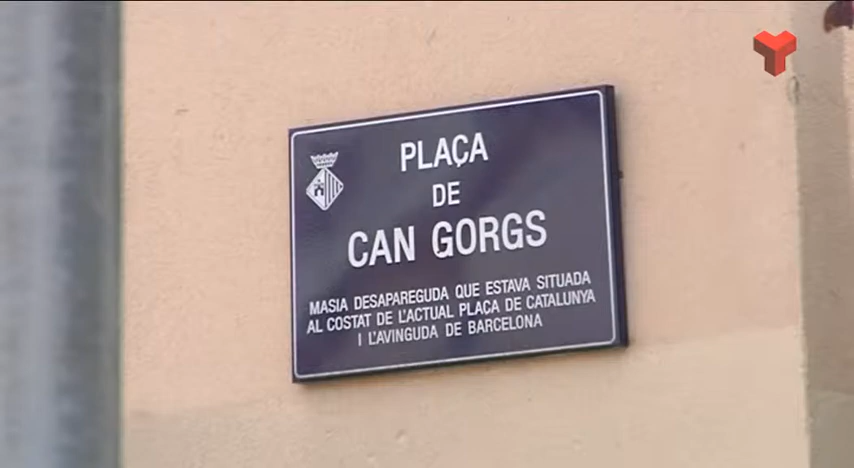 PLAÇA
DE
CAN GORGS
MASIA DESAPAREGUDA QUE ESTAVA SITUADA
AL COSTAT DE L'ACTUAL PLAÇA DE CATALUNYA
I L'AVINGUDA DE BARCELONA